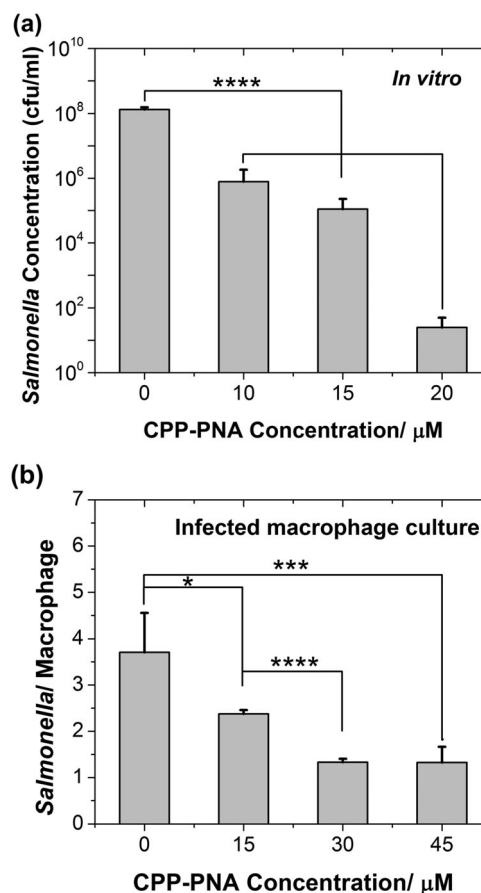 (a)
Salmonella Concentration (cfu/ml)
10^10
10^8
10^6
10^4
10^2
10^0
****
In vitro
0 10 15 20
CPP-PNA Concentration/ μM
(b)
Salmonella/ Macrophage
7
6
5
4
3
2
1
0
Infected macrophage culture
***
*
****
0 15 30 45
CPP-PNA Concentration/ μM